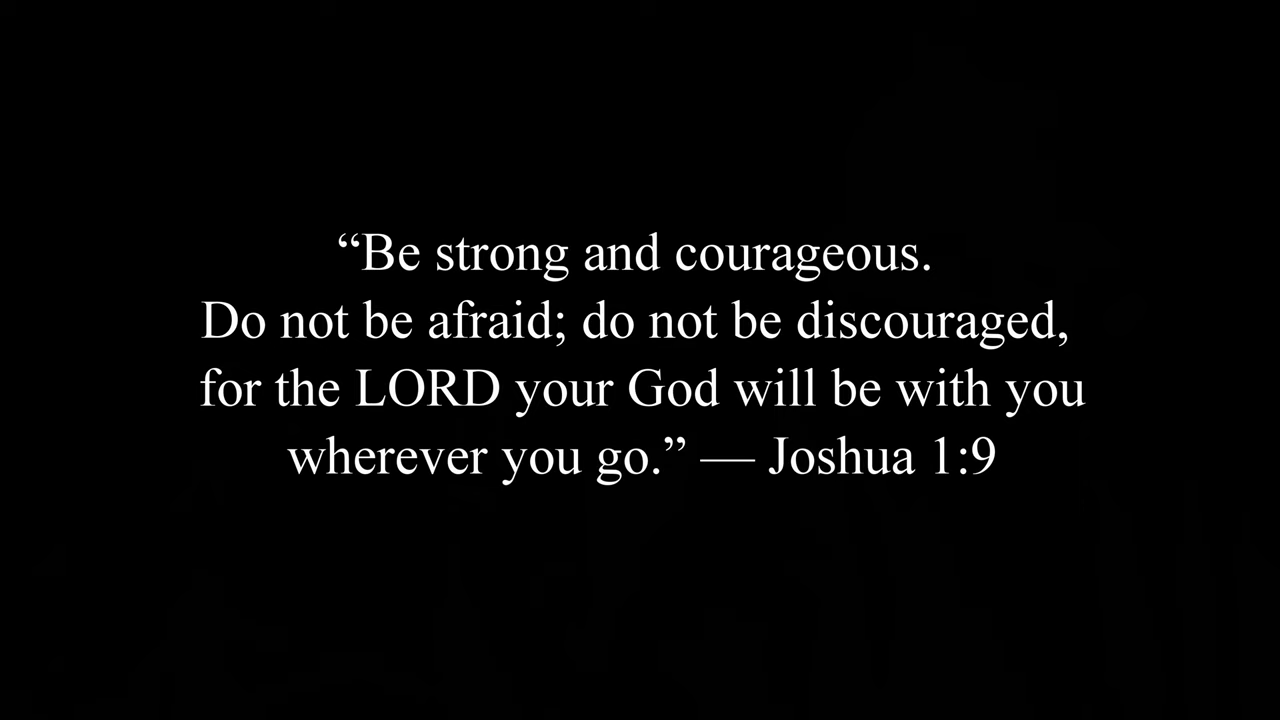 “Be strong and courageous.
Do not be afraid; do not be discouraged,
for the LORD your God will be with you
wherever you go.” — Joshua 1:9